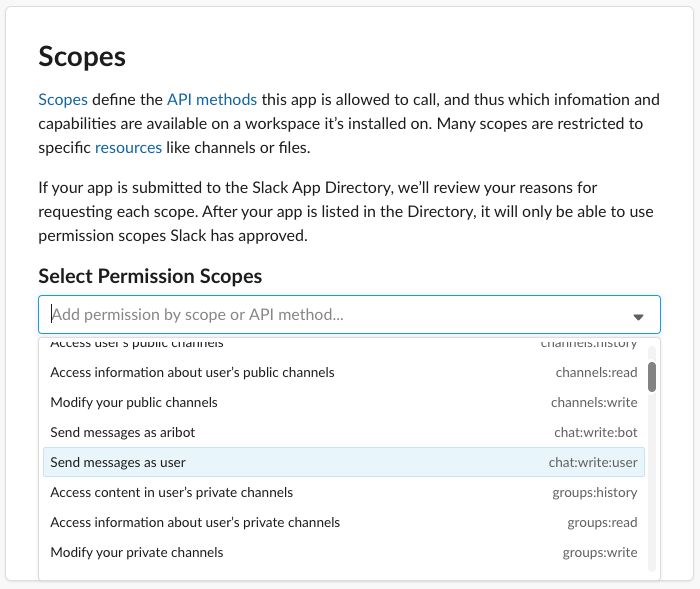 Scopes
Scopes define the API methods this app is allowed to call, and thus which infomation and
capabilities are available on a workspace it's installed on. Many scopes are restricted to
specific resources like channels or files.
If your app is submitted to the Slack App Directory, we'll review your reasons for
requesting each scope. After your app is listed in the Directory, it will only be able to use
permission scopes Slack has approved.
Select Permission Scopes
Add permission by scope or API method...
Access user's public channels channels:history
Access information about user's public channels channels:read
Modify your public channels channels:write
Send messages as aribot chat:write:bot
Send messages as user chat:write:user
Access content in user's private channels groups:history
Access information about user's private channels groups:read
Modify your private channels groups:write